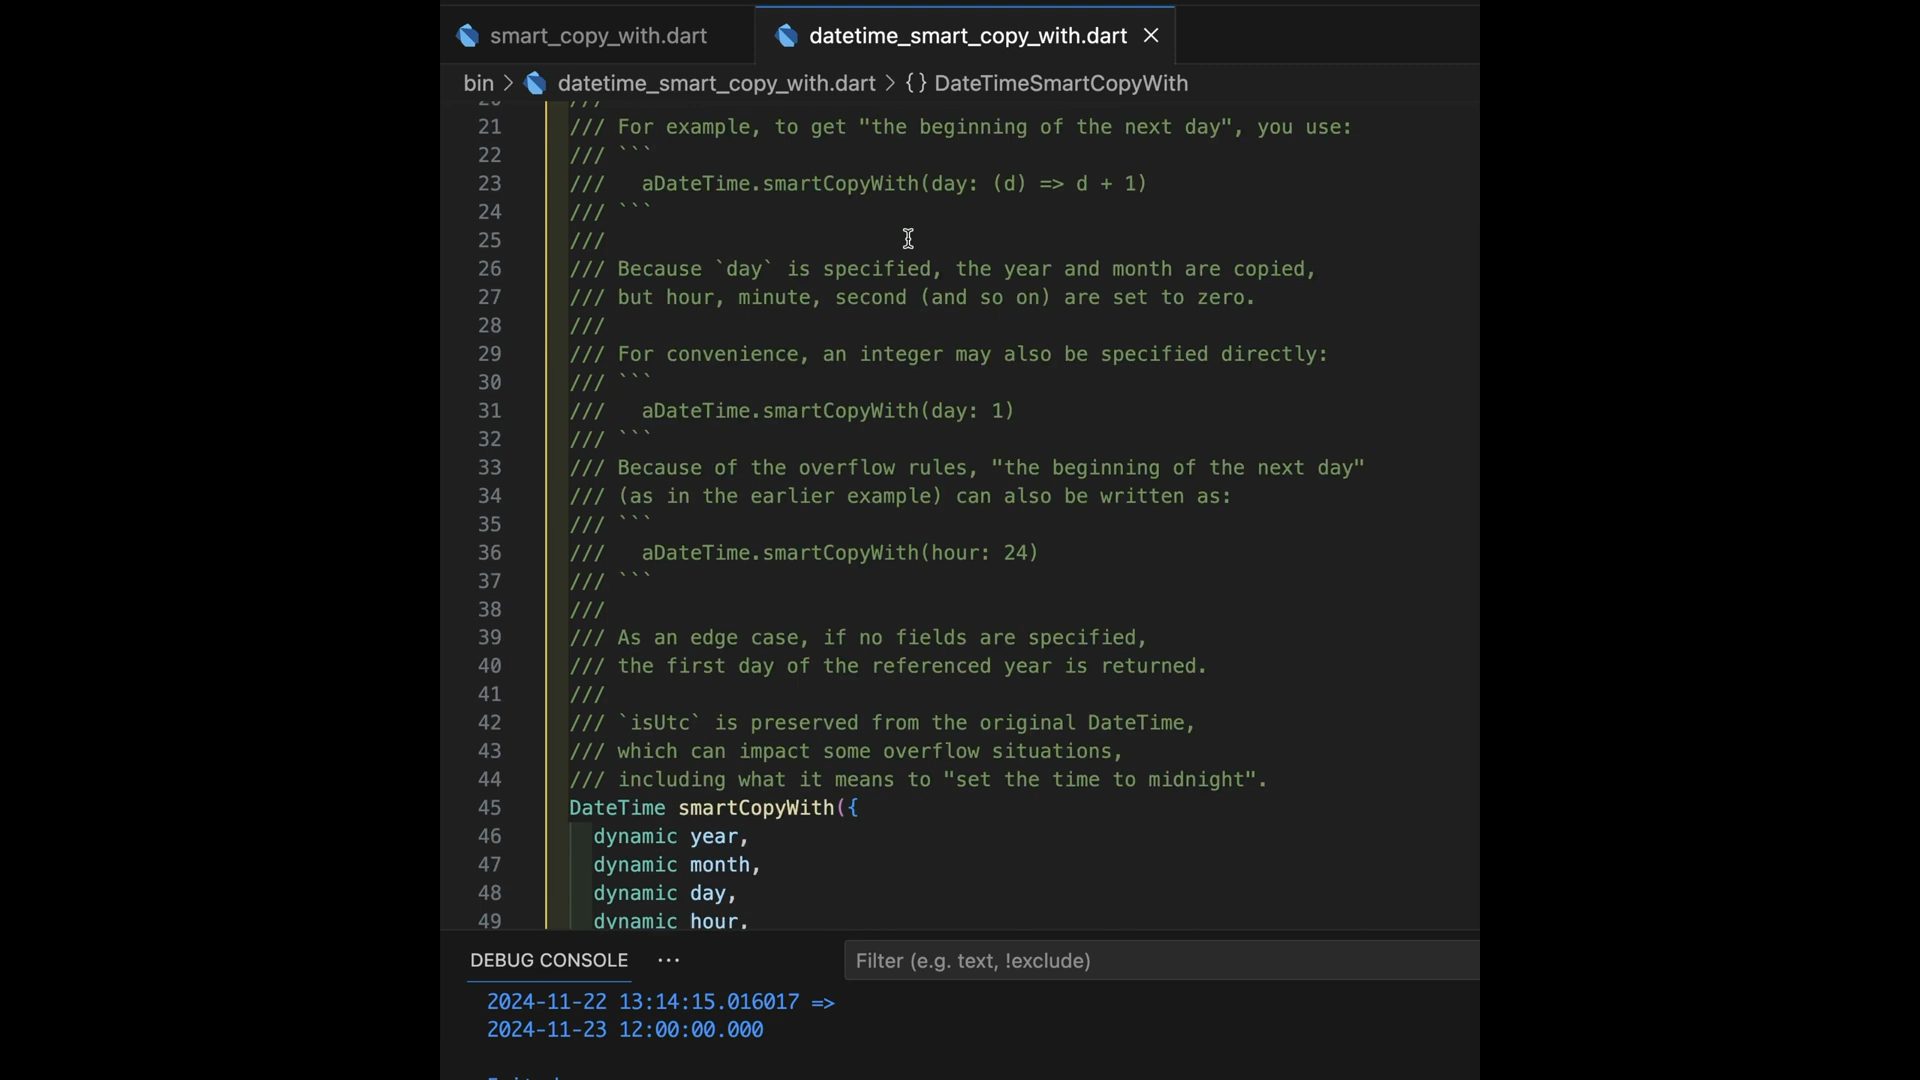 smart_copy_with.dart
datetime_smart_copy_with.dart
bin > datetime_smart_copy_with.dart > {} DateTimeSmartCopyWith
20 ///
21 /// For example, to get "the beginning of the next day", you use:
22 /// ```
23 ///   aDateTime.smartCopyWith(day: (d) => d + 1)
24 /// ```
25 ///
26 /// Because `day` is specified, the year and month are copied,
27 /// but hour, minute, second (and so on) are set to zero.
28 ///
29 /// For convenience, an integer may also be specified directly:
30 /// ```
31 ///   aDateTime.smartCopyWith(day: 1)
32 /// ```
33 /// Because of the overflow rules, "the beginning of the next day"
34 /// (as in the earlier example) can also be written as:
35 /// ```
36 ///   aDateTime.smartCopyWith(hour: 24)
37 /// ```
38 ///
39 /// As an edge case, if no fields are specified,
40 /// the first day of the referenced year is returned.
41 ///
42 /// `isUtc` is preserved from the original DateTime,
43 /// which can impact some overflow situations,
44 /// including what it means to "set the time to midnight".
45 DateTime smartCopyWith({
46   dynamic year,
47   dynamic month,
48   dynamic day,
49   dynamic hour,
DEBUG CONSOLE ··· Filter (e.g. text, !exclude)
2024-11-22 13:14:15.016017 =>
2024-11-23 12:00:00.000